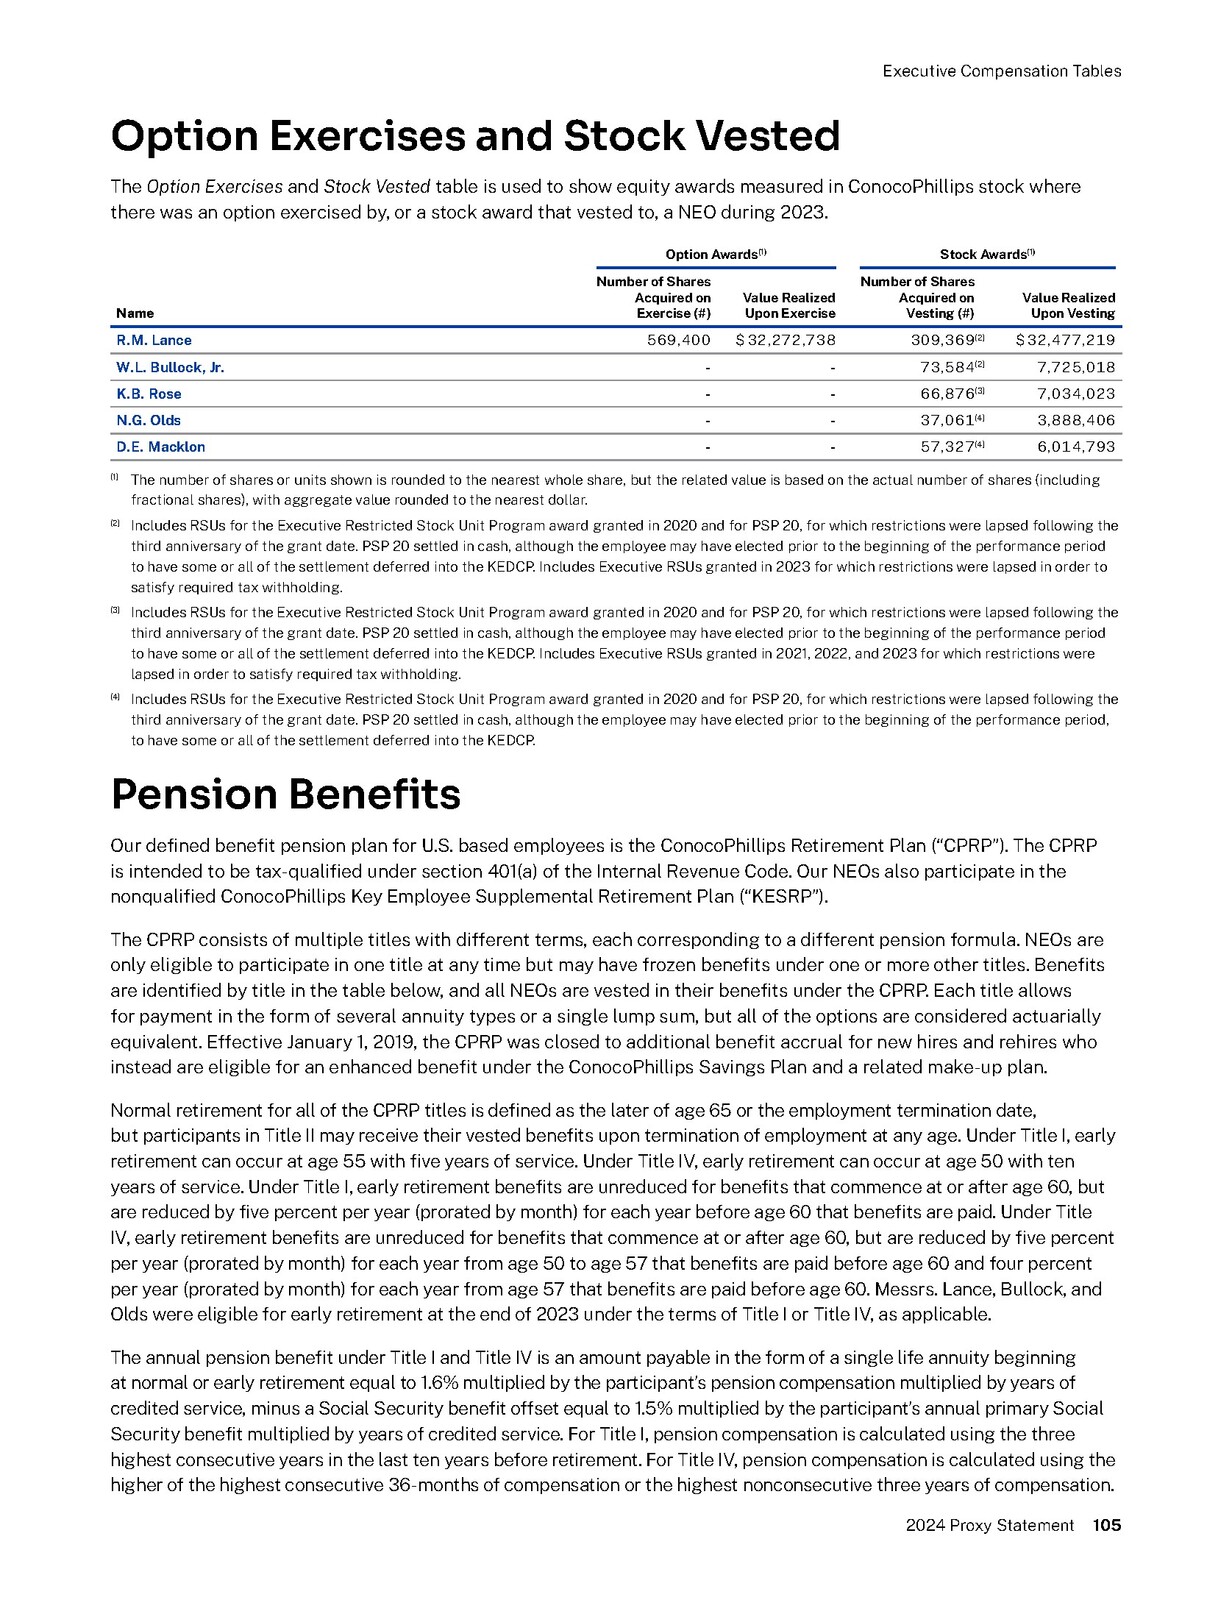 Executive Compensation Tables
Option Exercises and Stock Vested
The Option Exercises and Stock Vested table is used to show equity awards measured in ConocoPhillips stock where
there was an option exercised by, or a stock award that vested to, a NEO during 2023.
Option Awards(1) Stock Awards(1)
Name Number of Shares Acquired on Exercise (#) Value Realized Upon Exercise Number of Shares Acquired on Vesting (#) Value Realized Upon Vesting
R.M. Lance 569,400 $ 32,272,738 309,369(2) $ 32,477,219
W.L. Bullock, Jr. - - 73,584(2) 7,725,018
K.B. Rose - - 66,876(3) 7,034,023
N.G. Olds - - 37,061(4) 3,888,406
D.E. Macklon - - 57,327(4) 6,014,793
(1) The number of shares or units shown is rounded to the nearest whole share, but the related value is based on the actual number of shares (including
fractional shares), with aggregate value rounded to the nearest dollar.
(2) Includes RSUs for the Executive Restricted Stock Unit Program award granted in 2020 and for PSP 20, for which restrictions were lapsed following the
third anniversary of the grant date. PSP 20 settled in cash, although the employee may have elected prior to the beginning of the performance period
to have some or all of the settlement deferred into the KEDCP. Includes Executive RSUs granted in 2023 for which restrictions were lapsed in order to
satisfy required tax withholding.
(3) Includes RSUs for the Executive Restricted Stock Unit Program award granted in 2020 and for PSP 20, for which restrictions were lapsed following the
third anniversary of the grant date. PSP 20 settled in cash, although the employee may have elected prior to the beginning of the performance period
to have some or all of the settlement deferred into the KEDCP. Includes Executive RSUs granted in 2021, 2022, and 2023 for which restrictions were
lapsed in order to satisfy required tax withholding.
(4) Includes RSUs for the Executive Restricted Stock Unit Program award granted in 2020 and for PSP 20, for which restrictions were lapsed following the
third anniversary of the grant date. PSP 20 settled in cash, although the employee may have elected prior to the beginning of the performance period,
to have some or all of the settlement deferred into the KEDCP.
Pension Benefits
Our defined benefit pension plan for U.S. based employees is the ConocoPhillips Retirement Plan (“CPRP”). The CPRP
is intended to be tax-qualified under section 401(a) of the Internal Revenue Code. Our NEOs also participate in the
nonqualified ConocoPhillips Key Employee Supplemental Retirement Plan (“KESRP”).
The CPRP consists of multiple titles with different terms, each corresponding to a different pension formula. NEOs are
only eligible to participate in one title at any time but may have frozen benefits under one or more other titles. Benefits
are identified by title in the table below, and all NEOs are vested in their benefits under the CPRP. Each title allows
for payment in the form of several annuity types or a single lump sum, but all of the options are considered actuarially
equivalent. Effective January 1, 2019, the CPRP was closed to additional benefit accrual for new hires and rehires who
instead are eligible for an enhanced benefit under the ConocoPhillips Savings Plan and a related make-up plan.
Normal retirement for all of the CPRP titles is defined as the later of age 65 or the employment termination date,
but participants in Title II may receive their vested benefits upon termination of employment at any age. Under Title I, early
retirement can occur at age 55 with five years of service. Under Title IV, early retirement can occur at age 50 with ten
years of service. Under Title I, early retirement benefits are unreduced for benefits that commence at or after age 60, but
are reduced by five percent per year (prorated by month) for each year before age 60 that benefits are paid. Under Title
IV, early retirement benefits are unreduced for benefits that commence at or after age 60, but are reduced by five percent
per year (prorated by month) for each year from age 50 to age 57 that benefits are paid before age 60 and four percent
per year (prorated by month) for each year from age 57 that benefits are paid before age 60. Messrs. Lance, Bullock, and
Olds were eligible for early retirement at the end of 2023 under the terms of Title I or Title IV, as applicable.
The annual pension benefit under Title I and Title IV is an amount payable in the form of a single life annuity beginning
at normal or early retirement equal to 1.6% multiplied by the participant’s pension compensation multiplied by years of
credited service, minus a Social Security benefit offset equal to 1.5% multiplied by the participant’s annual primary Social
Security benefit multiplied by years of credited service. For Title I, pension compensation is calculated using the three
highest consecutive years in the last ten years before retirement. For Title IV, pension compensation is calculated using the
higher of the highest consecutive 36-months of compensation or the highest nonconsecutive three years of compensation.
2024 Proxy Statement 105